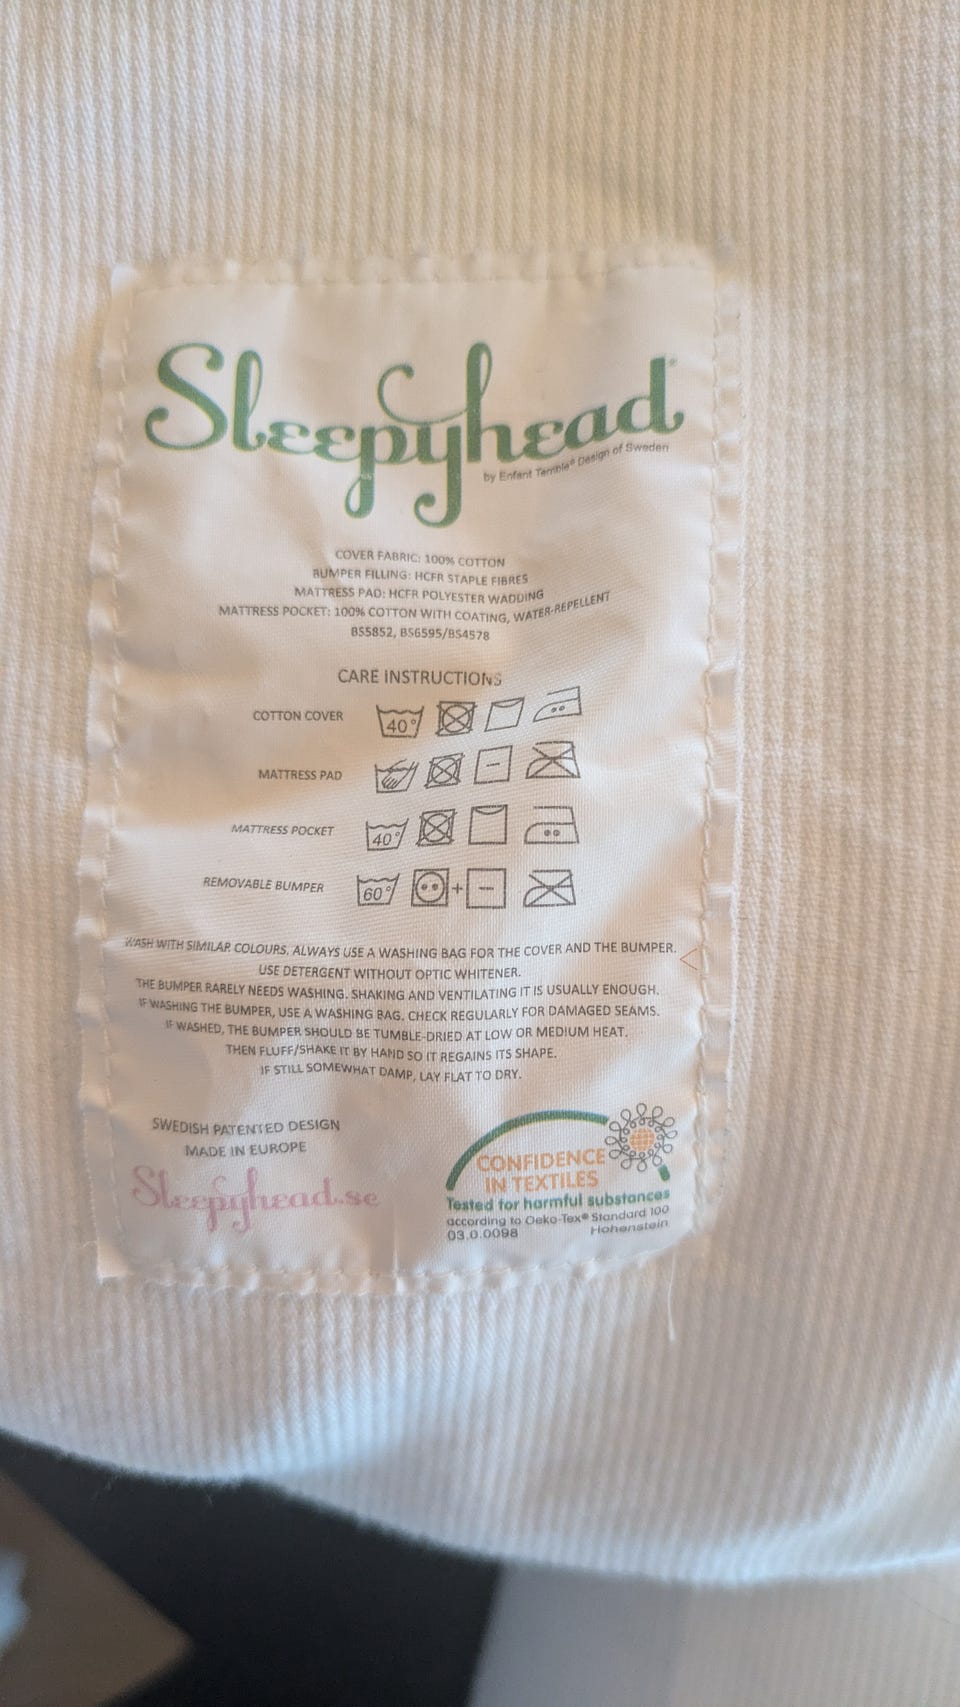 Sleepyhead
by Enfant Terrible® Design of Sweden
COVER FABRIC: 100% COTTON
BUMPER FILLING: HCFR STAPLE FIBRES
MATTRESS PAD: HCFR POLYESTER WADDING
MATTRESS POCKET: 100% COTTON WITH COATING, WATER-REPELLENT
BS5852, BS6595/BS4578
CARE INSTRUCTIONS
COTTON COVER 40°
MATTRESS PAD
MATTRESS POCKET 40°
REMOVABLE BUMPER 60° +
WASH WITH SIMILAR COLOURS. ALWAYS USE A WASHING BAG FOR THE COVER AND THE BUMPER.
USE DETERGENT WITHOUT OPTIC WHITENER.
THE BUMPER RARELY NEEDS WASHING. SHAKING AND VENTILATING IT IS USUALLY ENOUGH.
IF WASHING THE BUMPER, USE A WASHING BAG. CHECK REGULARLY FOR DAMAGED SEAMS.
IF WASHED, THE BUMPER SHOULD BE TUMBLE-DRIED AT LOW OR MEDIUM HEAT.
THEN FLUFF/SHAKE IT BY HAND SO IT REGAINS ITS SHAPE.
IF STILL SOMEWHAT DAMP, LAY FLAT TO DRY.
SWEDISH PATENTED DESIGN
MADE IN EUROPE
Sleepyhead.se
CONFIDENCE
IN TEXTILES
Tested for harmful substances
according to Oeko-Tex® Standard 100
03.0.0098 Hohenstein